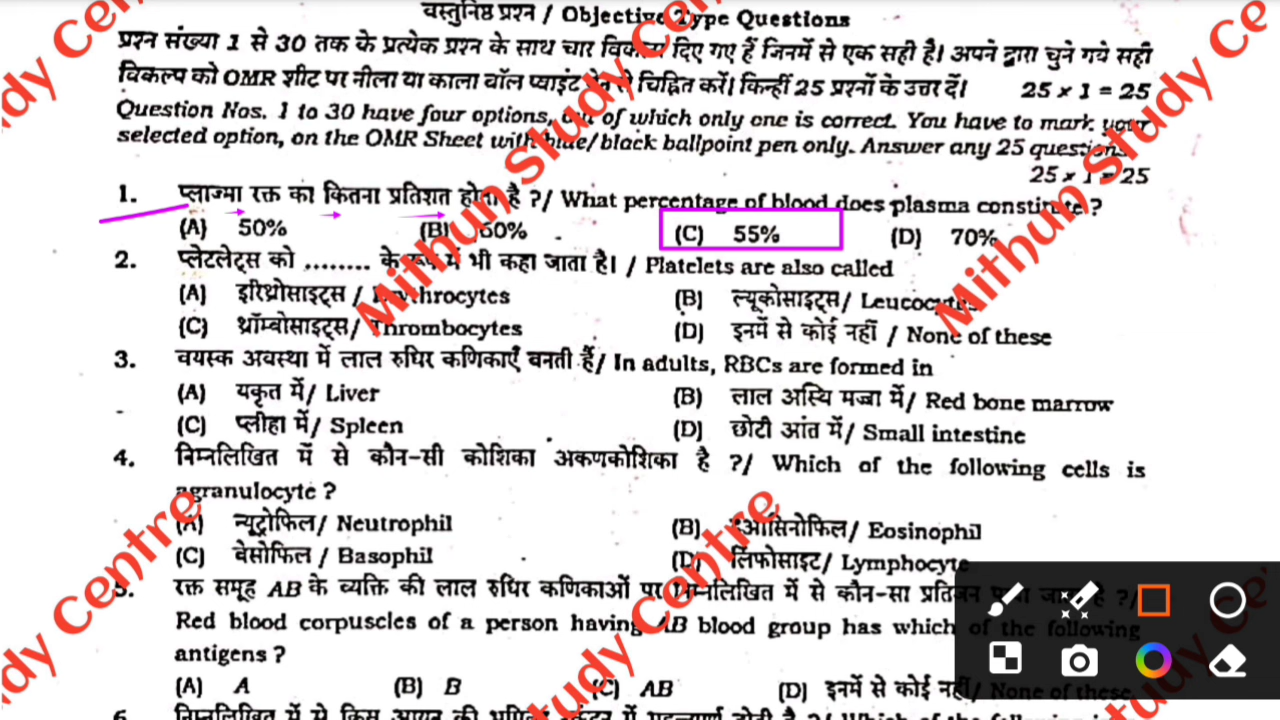 वस्तुनिष्ठ प्रश्न / Objective Type Questions
प्रश्न संख्या 1 से 30 तक के प्रत्येक प्रश्न के साथ चार विकल्प दिए गए हैं जिनमें से एक सही है। अपने द्वारा चुने गये सही
विकल्प को OMR शीट पर नीला या काला बॉल प्वाइंट पेन से चिह्नित करें। किन्हीं 25 प्रश्नों के उत्तर दें। 25 x 1 = 25
Question Nos. 1 to 30 have four options, out of which only one is correct. You have to mark your
selected option, on the OMR Sheet with blue/black ballpoint pen only. Answer any 25 questions.
25 x 1 = 25
1. प्लाज्मा रक्त का कितना प्रतिशत होता है ?/ What percentage of blood does plasma constitute ?
(A) 50% (B) 60% (C) 55% (D) 70%
2. प्लेटलेट्स को ........ के रूप में भी कहा जाता है। / Platelets are also called
(A) इरिथ्रोसाइट्स / Erythrocytes (B) ल्यूकोसाइट्स/ Leucocytes
(C) थ्रॉम्बोसाइट्स/ Thrombocytes (D) इनमें से कोई नहीं / None of these
3. वयस्क अवस्था में लाल रुधिर कणिकाएँ बनती हैं/ In adults, RBCs are formed in
(A) यकृत में/ Liver (B) लाल अस्थि मज्जा में/ Red bone marrow
(C) प्लीहा में/ Spleen (D) छोटी आंत में/ Small intestine
4. निम्नलिखित में से कौन-सी कोशिका अकणकोशिका है ?/ Which of the following cells is
agranulocyte ?
(A) न्यूट्रोफिल/ Neutrophil (B) इओसिनोफिल/ Eosinophil
(C) बेसोफिल/ Basophil (D) लिंफोसाइट/ Lymphocyte
5. रक्त समूह AB के व्यक्ति की लाल रुधिर कणिकाओं पर निम्नलिखित में से कौन-सा प्रतिजन पाया जाता है ?/
Red blood corpuscles of a person having AB blood group has which of the following
antigens ?
(A) A (B) B (C) AB (D) इनमें से कोई नहीं/ None of these
6.
Mithun Study Centre
Mithun Study Centre